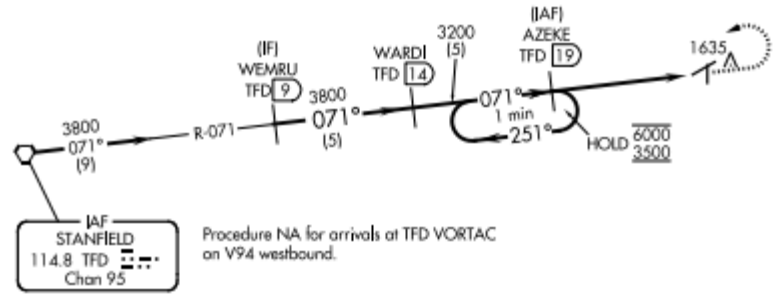 (IAF)
AZEKE
TFD 19
3200
(5)
1635
(IF)
WEMRU
TFD 9
WARDI
TFD 14
3800
071°
(5)
071°
1 min
251°
HOLD 6000
3500
3800
071°
(9)
R-071
IAF
STANFIELD
114.8 TFD
Chan 95
Procedure NA for arrivals at TFD VORTAC
on V94 westbound.